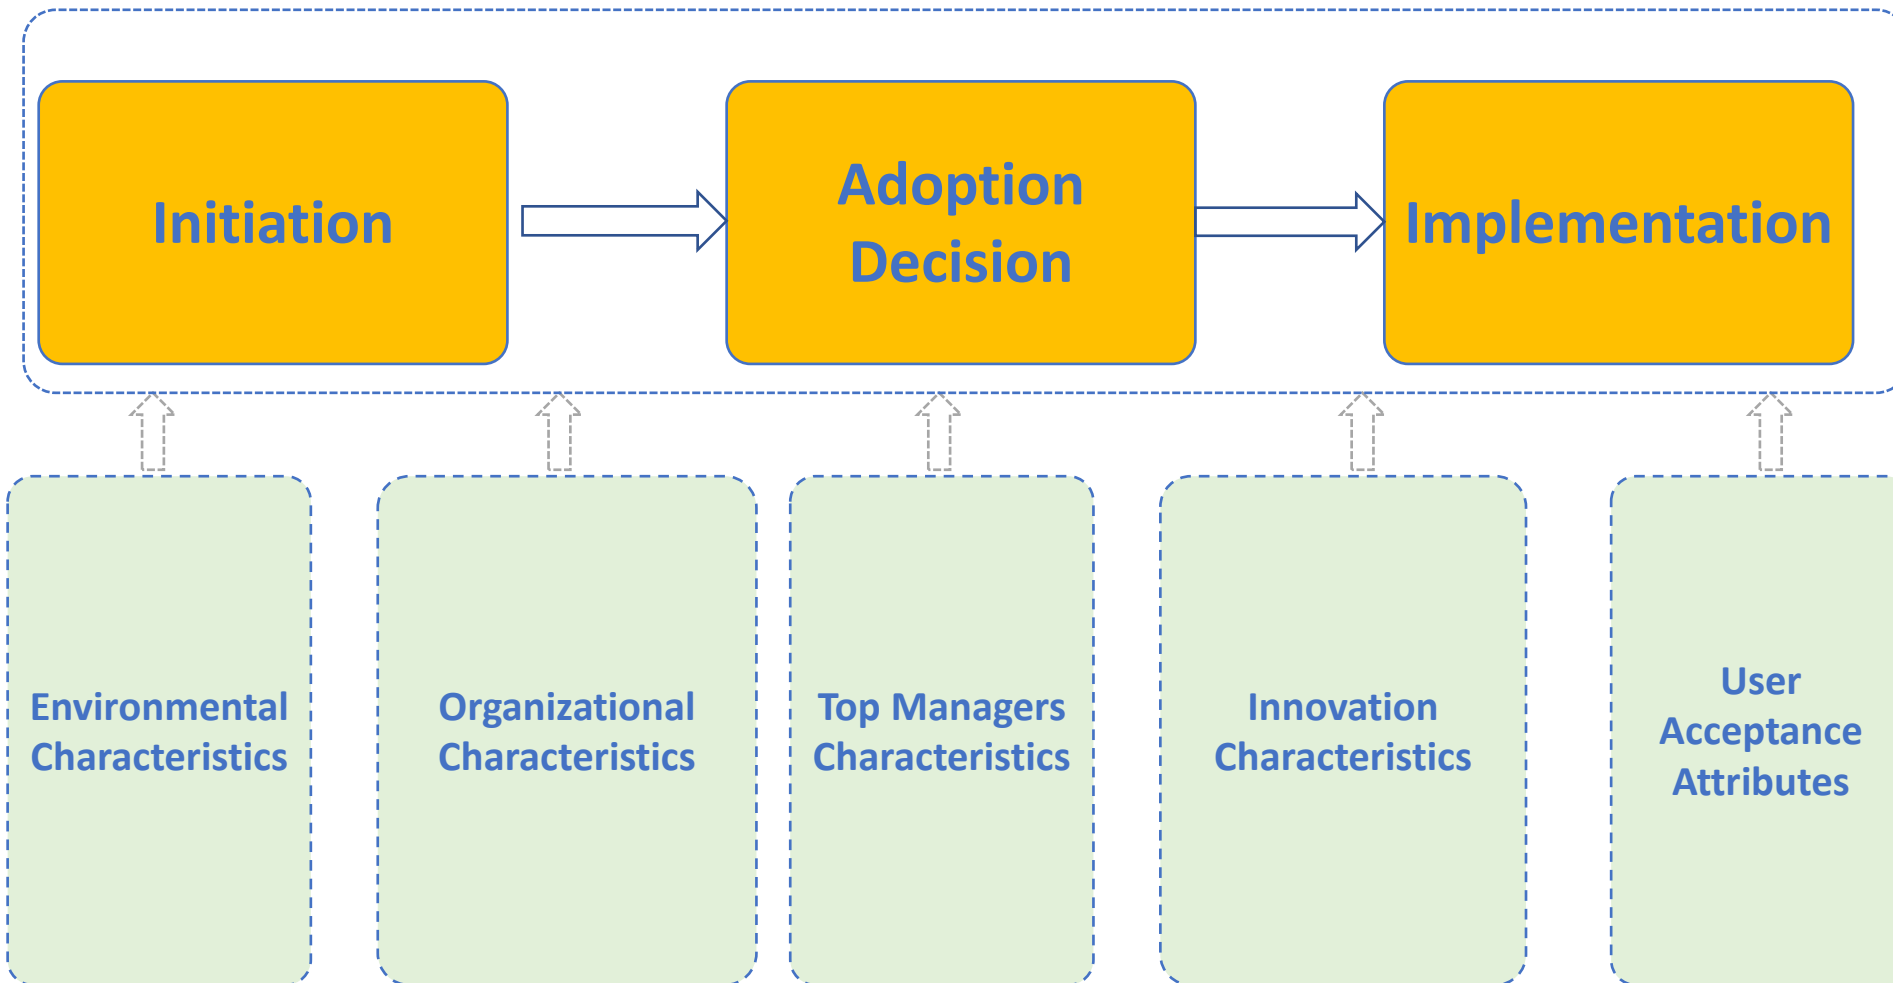 Initiation
Adoption
Decision
Implementation
Environmental
Characteristics
Organizational
Characteristics
Top Managers
Characteristics
Innovation
Characteristics
User
Acceptance
Attributes